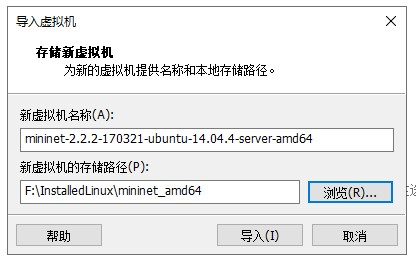 导入虚拟机
存储新虚拟机
为新的虚拟机提供名称和本地存储路径。
新虚拟机名称(A):
mininet-2.2.2-170321-ubuntu-14.04.4-server-amd64
新虚拟机的存储路径(P):
F:\InstalledLinux\mininet_amd64
浏览(R)...
帮助
导入(I)
取消